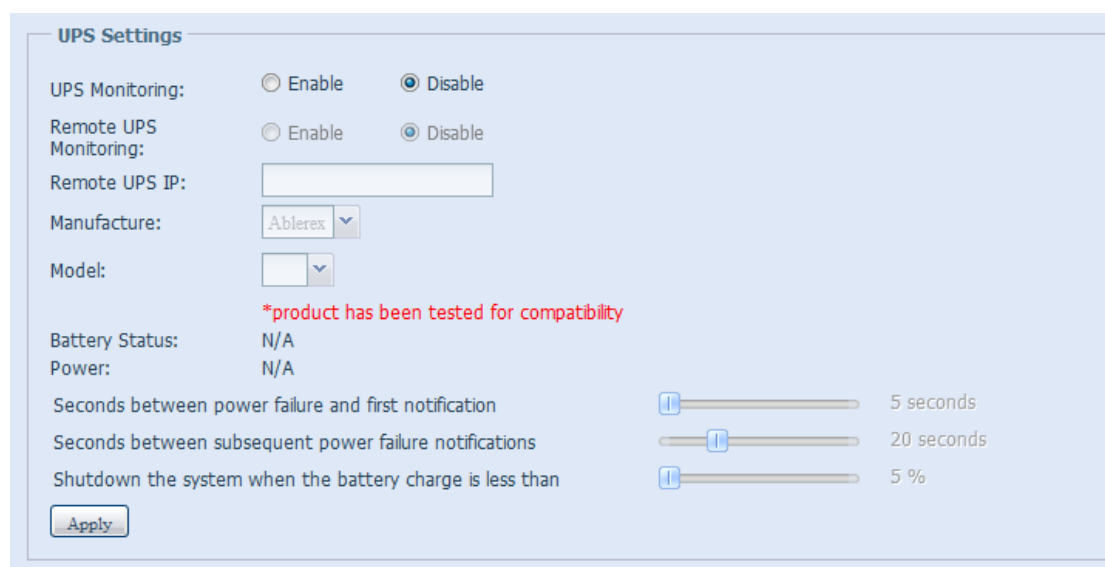 UPS Settings
UPS Monitoring: Enable Disable
Remote UPS
Monitoring: Enable Disable
Remote UPS IP:
Manufacture: Ablerex
Model:
*product has been tested for compatibility
Battery Status: N/A
Power: N/A
Seconds between power failure and first notification 5 seconds
Seconds between subsequent power failure notifications 20 seconds
Shutdown the system when the battery charge is less than 5 %
Apply